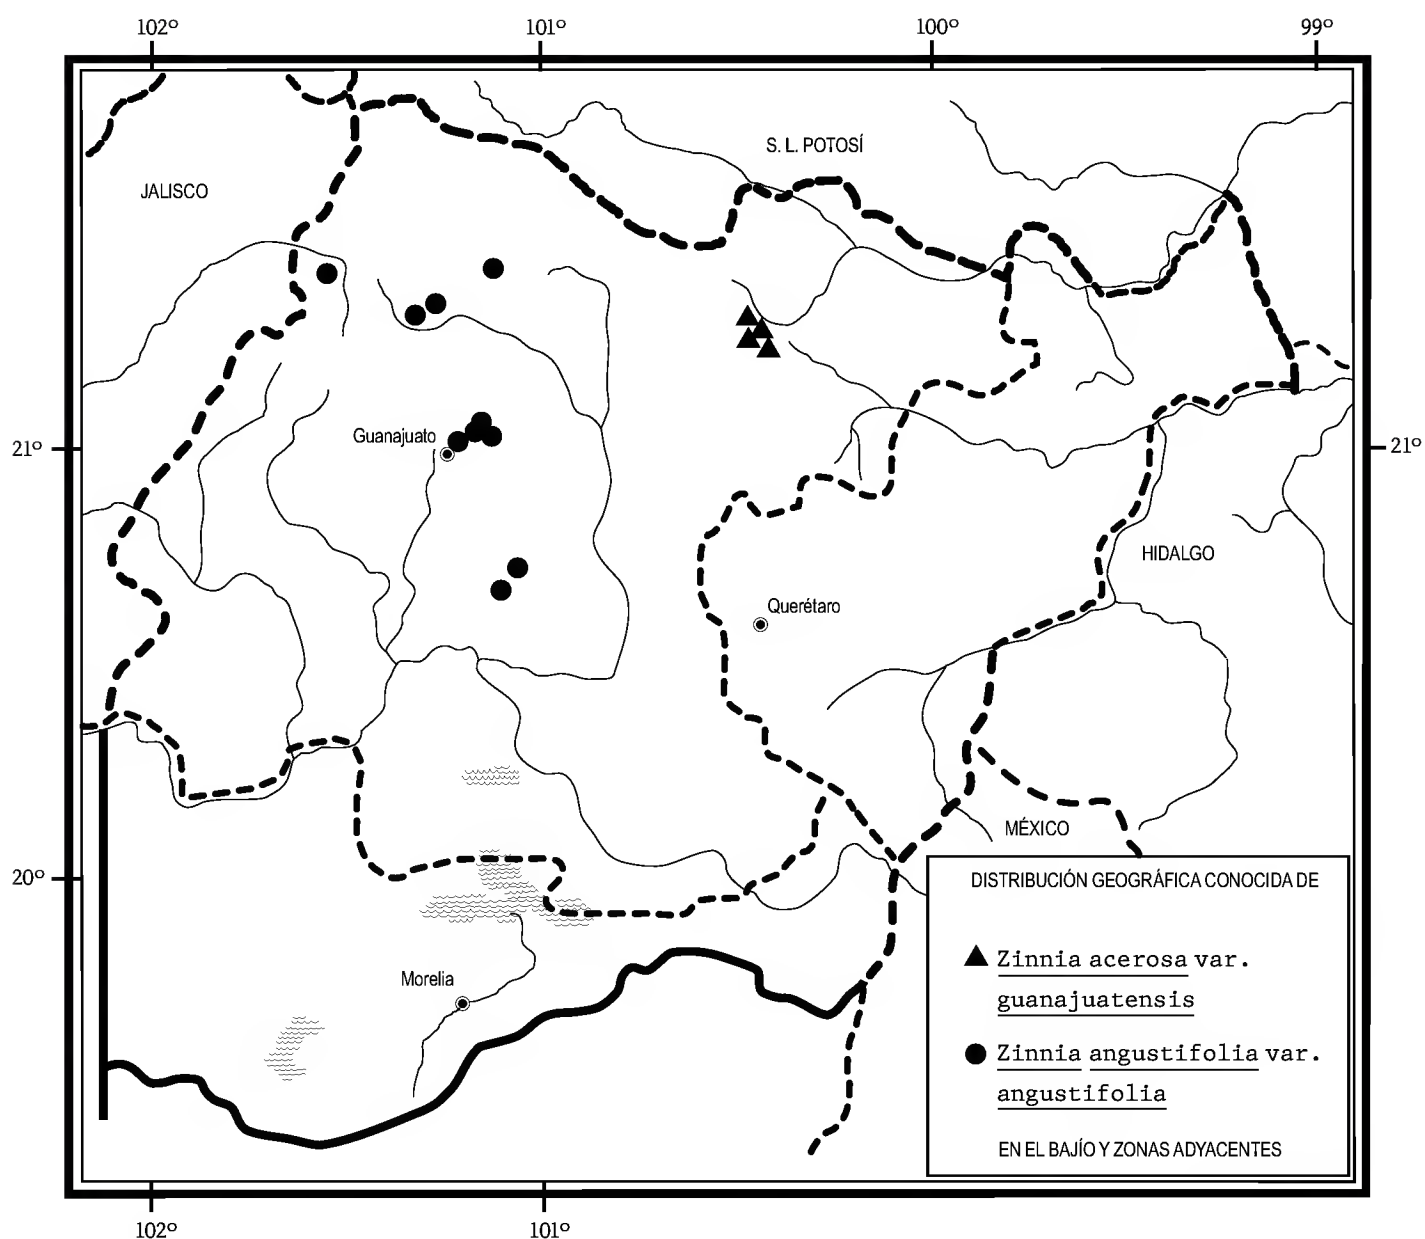 102º 101º 100º 99º
S. L. POTOSÍ
JALISCO
Guanajuato
21º 21º
HIDALGO
Querétaro
MÉXICO
20º
DISTRIBUCIÓN GEOGRÁFICA CONOCIDA DE
Zinnia acerosa var.
guanajuatensis
Zinnia angustifolia var.
angustifolia
EN EL BAJÍO Y ZONAS ADYACENTES
Morelia
102º 101º